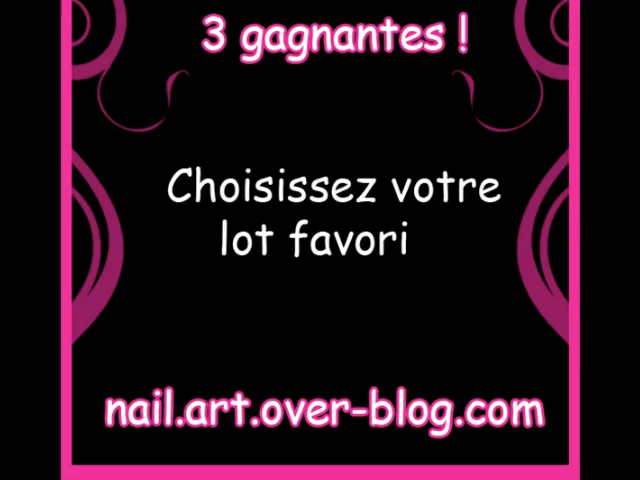 3 gagnantes !
Choisissez votre
lot favori
nail.art.over-blog.com